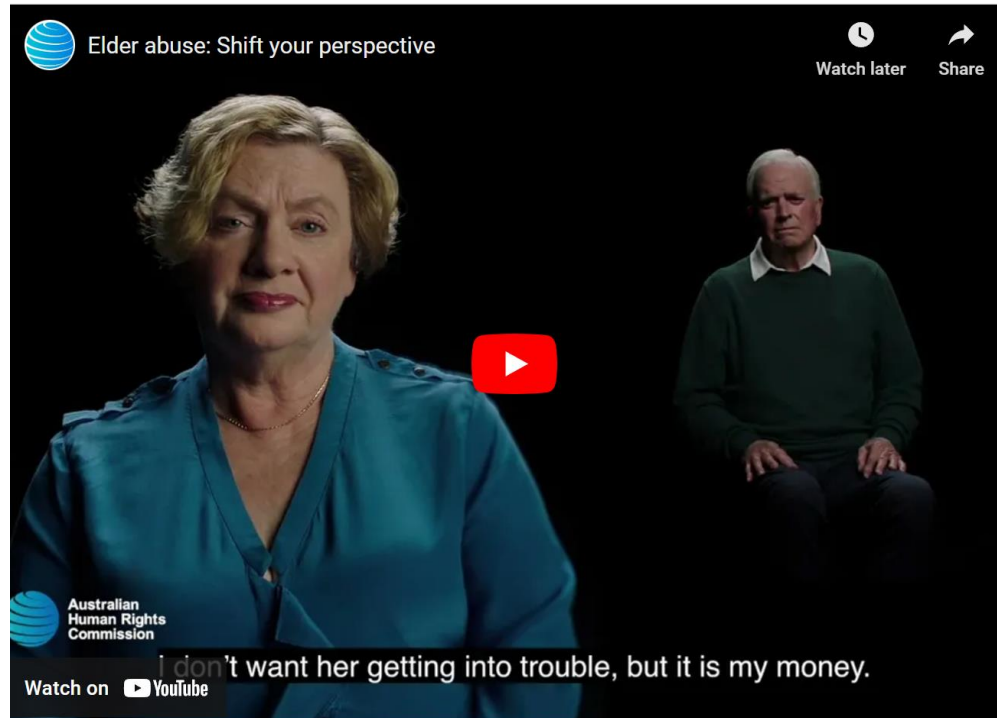 Elder abuse: Shift your perspective
Watch later
Share
Australian
Human Rights
Commission
I don't want her getting into trouble, but it is my money.
Watch on YouTube